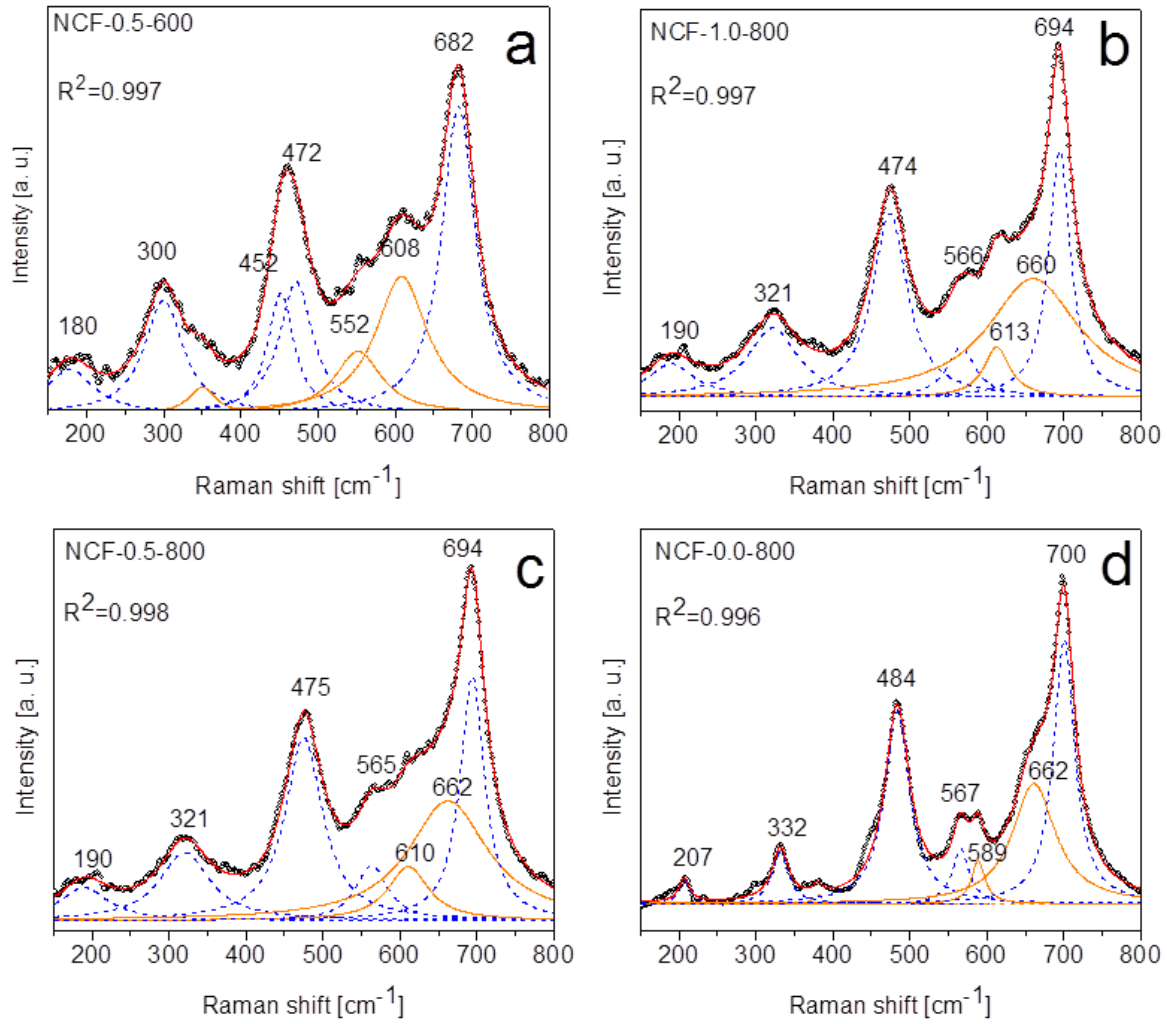 NCF-0.5-600
a
R²=0.997
682
472
300
452
608
552
180
Intensity [a. u.]
200 300 400 500 600 700 800
Raman shift [cm⁻¹]
NCF-1.0-800
694
b
R²=0.997
474
566
660
321
613
190
Intensity [a. u.]
200 300 400 500 600 700 800
Raman shift [cm⁻¹]
NCF-0.5-800
694
c
R²=0.998
475
565
662
321
610
190
Intensity [a. u.]
200 300 400 500 600 700 800
Raman shift [cm⁻¹]
NCF-0.0-800
700
d
R²=0.996
484
567
662
332
589
207
Intensity [a. u.]
200 300 400 500 600 700 800
Raman shift [cm⁻¹]